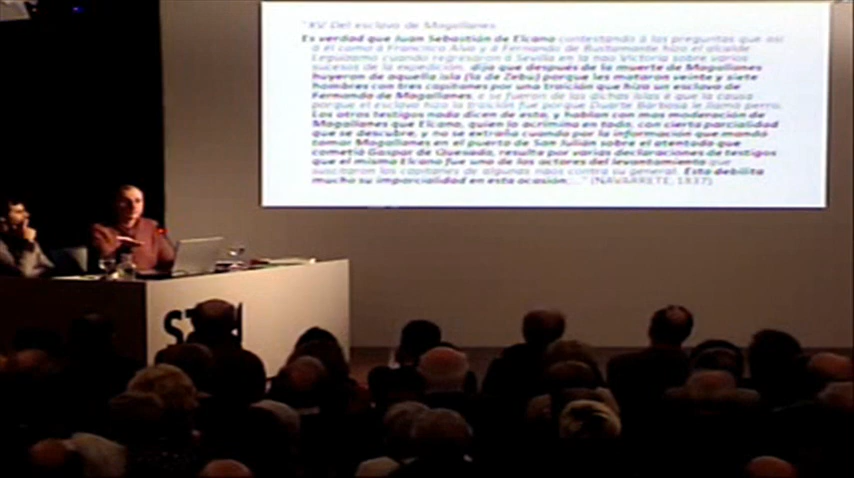 "XV Del esclavo de Magallanes
Es verdad que Juan Sebastián de Elcano contestando á las preguntas que así
á él como á Francisco Alvo y á Fernando de Bustamante hizo el alcalde
Leguizamo cuando regresaron á Sevilla en la nao Victoria sobre varios
sucesos de la expedición, dijo que después de la muerte de Magallanes
huyeron de aquella isla (la de Zebu) porque les mataron veinte y siete
hombres con tres capitanes por una traición que hizo un esclavo de
Fernando de Magallanes, e se fueron de las dichas islas é que la causa
porque el esclavo hizo la traición fue porque Duarte Barbosa le llamó perro.
Los otros testigos nada dicen de esto, y hablan con mas moderación de
Magallanes que Elcano, quien lo acrimina en todo, con cierta parcialidad
que se descubre, y no se extraña cuando por la información que mandó
tomar Magallanes en el puerto de San Julián sobre el atentado que
cometió Gaspar de Quesada, resulta por varias declaraciones de testigos
que el mismo Elcano fue uno de los actores del levantamiento que
suscitaron los capitanes de algunas naos contra su general. Esto debilita
mucho su imparcialidad en esta ocasión;..." (NAVARRETE, 1837)